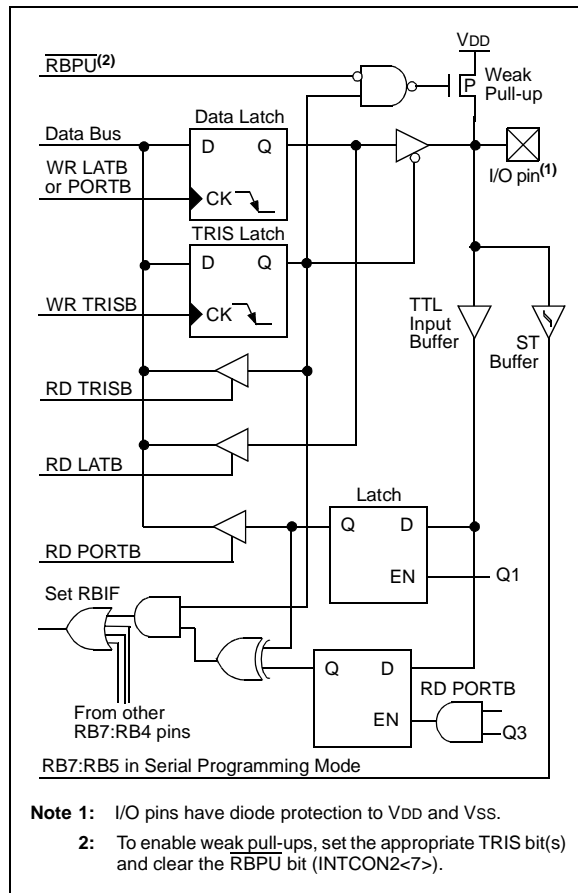 VDD
RBPU(2)
Weak
Pull-up
P
Data Latch
Data Bus
D Q
WR LATB
or PORTB
CK
I/O pin(1)
TRIS Latch
D Q
WR TRISB
CK
TTL
Input
Buffer
ST
Buffer
RD TRISB
RD LATB
Latch
Q D
RD PORTB
EN
Q1
Set RBIF
Q D
RD PORTB
EN
Q3
From other
RB7:RB4 pins
RB7:RB5 in Serial Programming Mode
Note 1: I/O pins have diode protection to VDD and VSS.
2: To enable weak pull-ups, set the appropriate TRIS bit(s)
and clear the RBPU bit (INTCON2<7>).